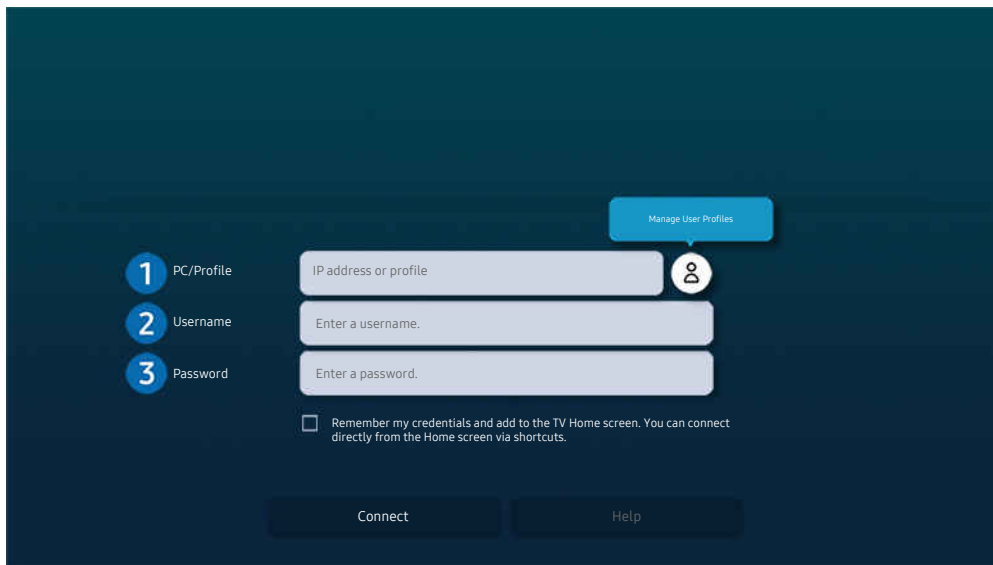 Manage User Profiles
1 PC/Profile IP address or profile
2 Username Enter a username.
3 Password Enter a password.
Remember my credentials and add to the TV Home screen. You can connect
directly from the Home screen via shortcuts.
Connect Help